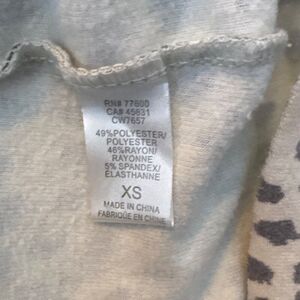 RN# 77600
CA# 45631
CW7657
49%POLYESTER/
POLYESTER
46%RAYON/
RAYONNE
5% SPANDEX/
ÉLASTHANNE
XS
MADE IN CHINA
FABRIQUÉ EN CHINE